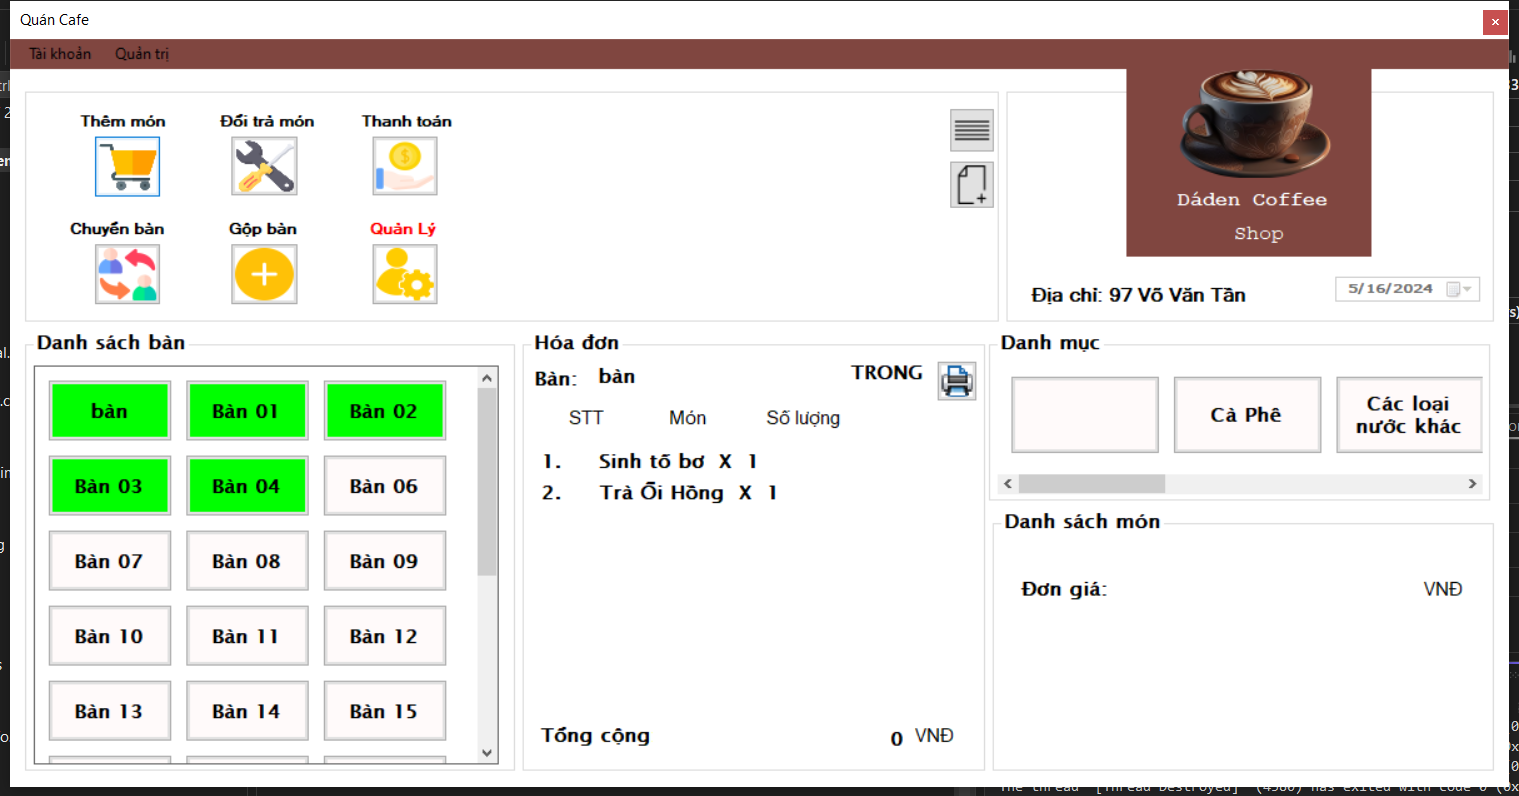 Quán Cafe
Tài khoản Quản trị
Thêm món Đổi trả món Thanh toán
Chuyển bàn Gộp bàn Quản Lý
Dáden Coffee
Shop
Địa chỉ: 97 Võ Văn Tần
5/16/2024
Danh sách bàn
bàn Bàn 01 Bàn 02
Bàn 03 Bàn 04 Bàn 06
Bàn 07 Bàn 08 Bàn 09
Bàn 10 Bàn 11 Bàn 12
Bàn 13 Bàn 14 Bàn 15
Hóa đơn
Bàn: bàn TRONG
STT Món Số lượng
1. Sinh tố bơ X 1
2. Trà Ổi Hồng X 1
Tổng cộng 0 VNĐ
Danh mục
Cà Phê
Các loại
nước khác
Danh sách món
Đơn giá: VNĐ